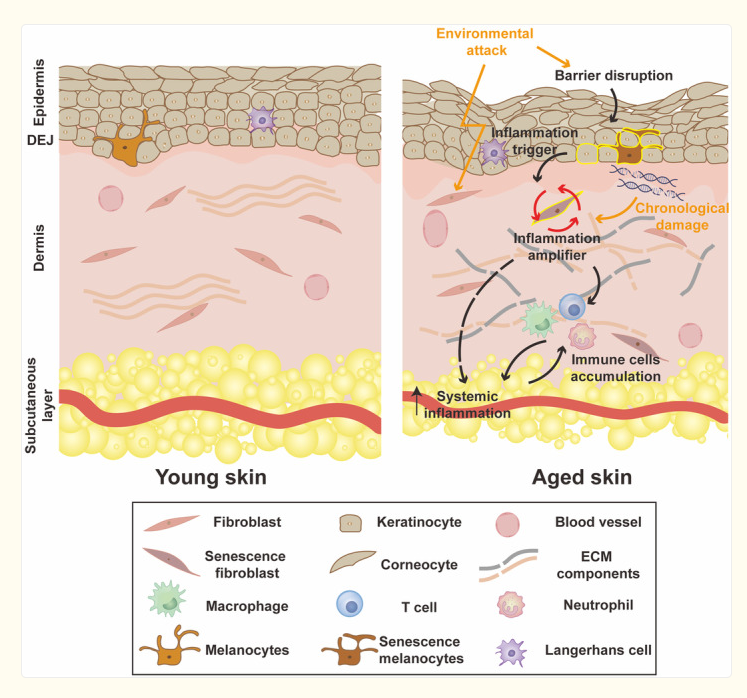 Environmental
attack
Barrier disruption
Epidermis
DEJ
Inflammation
trigger
Chronological
damage
Dermis
Inflammation
amplifier
Immune cells
accumulation
Subcutaneous
layer
Systemic
inflammation
Young skin
Aged skin
Fibroblast
Keratinocyte
Blood vessel
Senescence
fibroblast
Corneocyte
ECM
components
Macrophage
T cell
Neutrophil
Melanocytes
Senescence
melanocytes
Langerhans cell